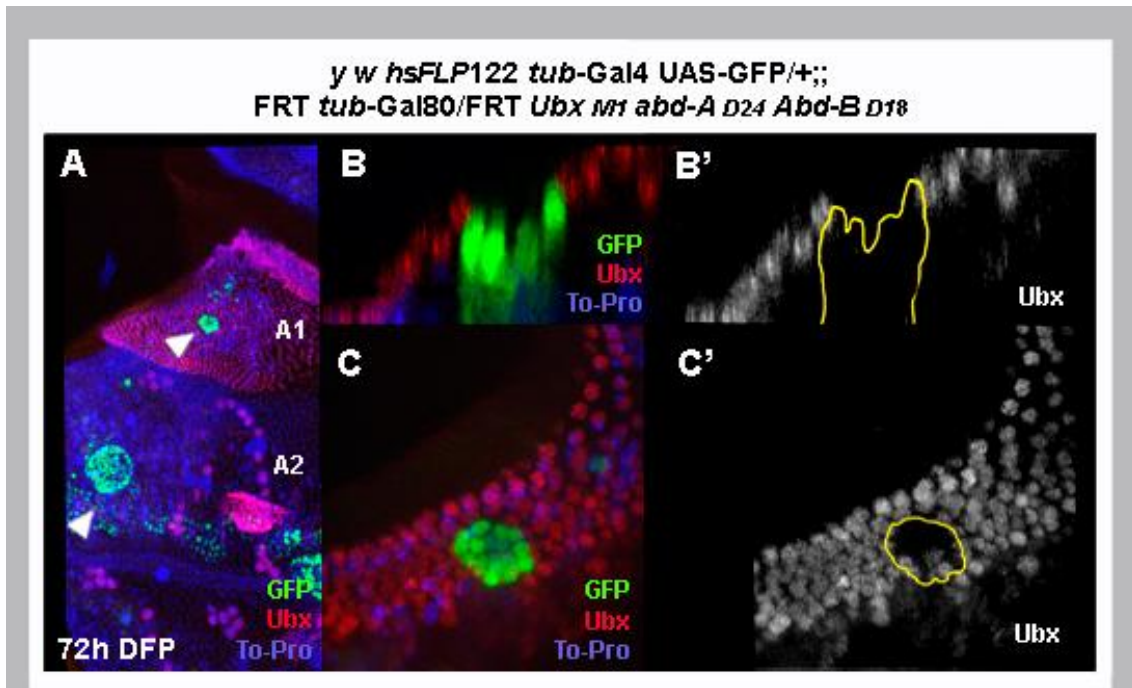 y w hsFLP122 tub-Gal4 UAS-GFP/+;;
FRT tub-Gal80/FRT Ubx M1 abd-A D24 Abd-B D18
A
A1
A2
72h DFP
GFP
Ubx
To-Pro
B
GFP
Ubx
To-Pro
B’
Ubx
C
GFP
Ubx
To-Pro
C’
Ubx